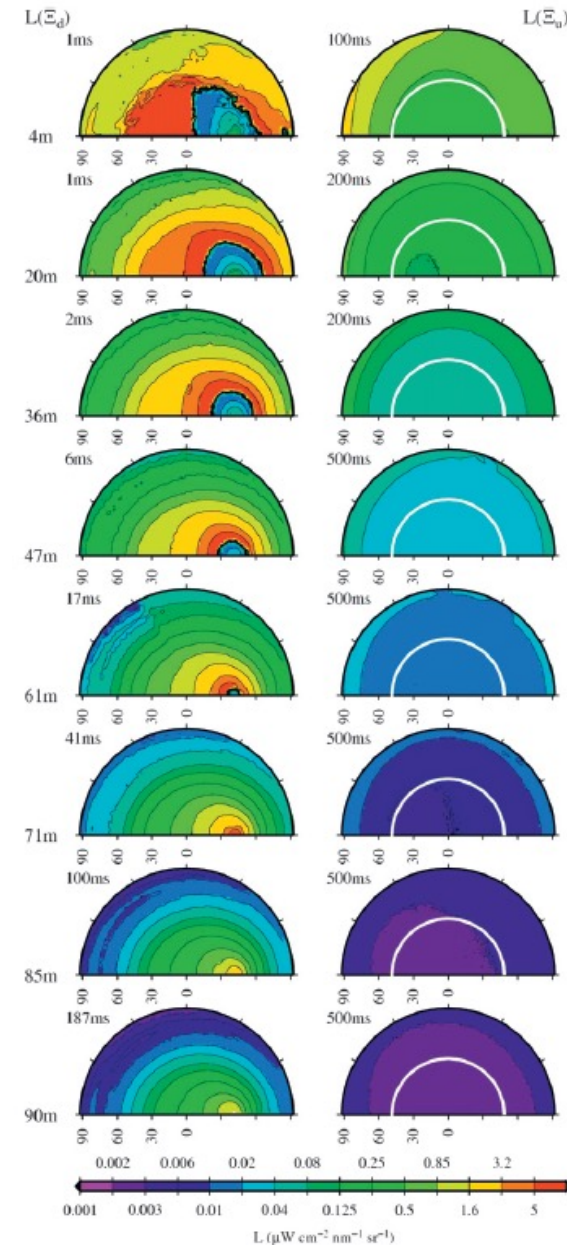 L(Ξ̄d) L(Ξ̄u)
1ms 100ms
4m
90 60 30 0 90 60 30 0
1ms 200ms
20m
90 60 30 0 90 60 30 0
2ms 200ms
36m
90 60 30 0 90 60 30 0
6ms 500ms
47m
90 60 30 0 90 60 30 0
17ms 500ms
61m
90 60 30 0 90 60 30 0
41ms 500ms
71m
90 60 30 0 90 60 30 0
100ms 500ms
85m
90 60 30 0 90 60 30 0
187ms 500ms
90m
90 60 30 0 90 60 30 0
0.002 0.006 0.02 0.08 0.25 0.85 3.2
0.001 0.003 0.01 0.04 0.125 0.5 1.6 5
L (μW cm⁻² nm⁻¹ sr⁻¹)